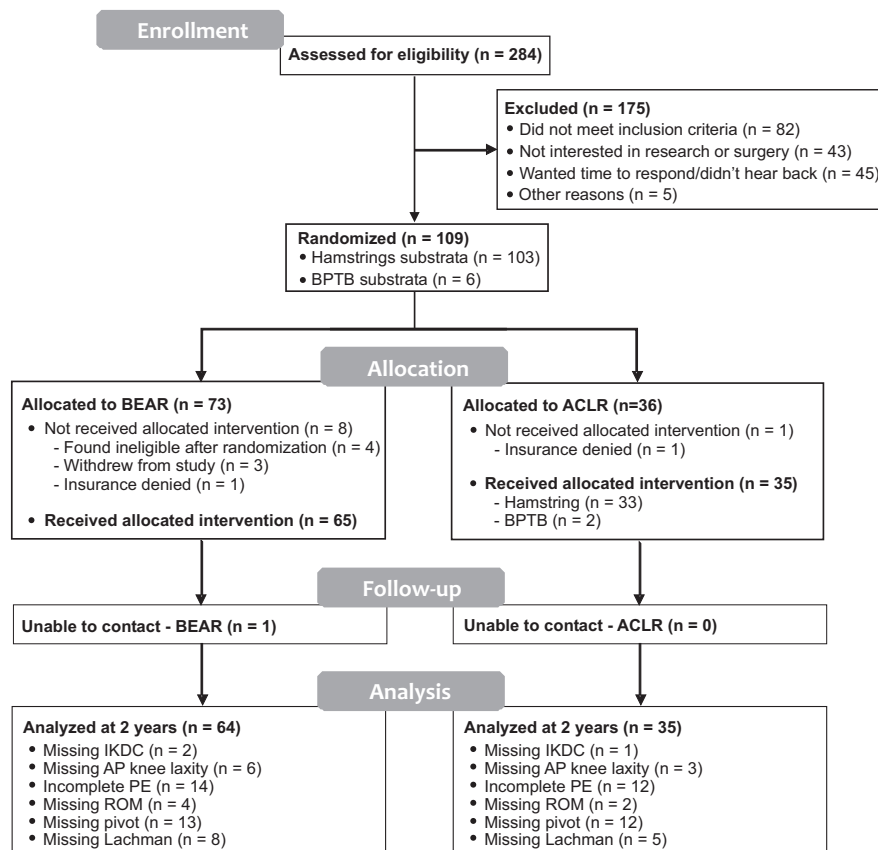 Enrollment
Assessed for eligibility (n = 284)
Excluded (n = 175)
• Did not meet inclusion criteria (n = 82)
• Not interested in research or surgery (n = 43)
• Wanted time to respond/didn't hear back (n = 45)
• Other reasons (n = 5)
Randomized (n = 109)
• Hamstrings substrata (n = 103)
• BPTB substrata (n = 6)
Allocation
Allocated to BEAR (n = 73)
• Not received allocated intervention (n = 8)
- Found ineligible after randomization (n = 4)
- Withdrew from study (n = 3)
- Insurance denied (n = 1)
• Received allocated intervention (n = 65)
Allocated to ACLR (n=36)
• Not received allocated intervention (n = 1)
- Insurance denied (n = 1)
• Received allocated intervention (n = 35)
- Hamstring (n = 33)
- BPTB (n = 2)
Follow-up
Unable to contact - BEAR (n = 1)
Unable to contact - ACLR (n = 0)
Analysis
Analyzed at 2 years (n = 64)
• Missing IKDC (n = 2)
• Missing AP knee laxity (n = 6)
• Incomplete PE (n = 14)
• Missing ROM (n = 4)
• Missing pivot (n = 13)
• Missing Lachman (n = 8)
Analyzed at 2 years (n = 35)
• Missing IKDC (n = 1)
• Missing AP knee laxity (n = 3)
• Incomplete PE (n = 12)
• Missing ROM (n = 2)
• Missing pivot (n = 12)
• Missing Lachman (n = 5)